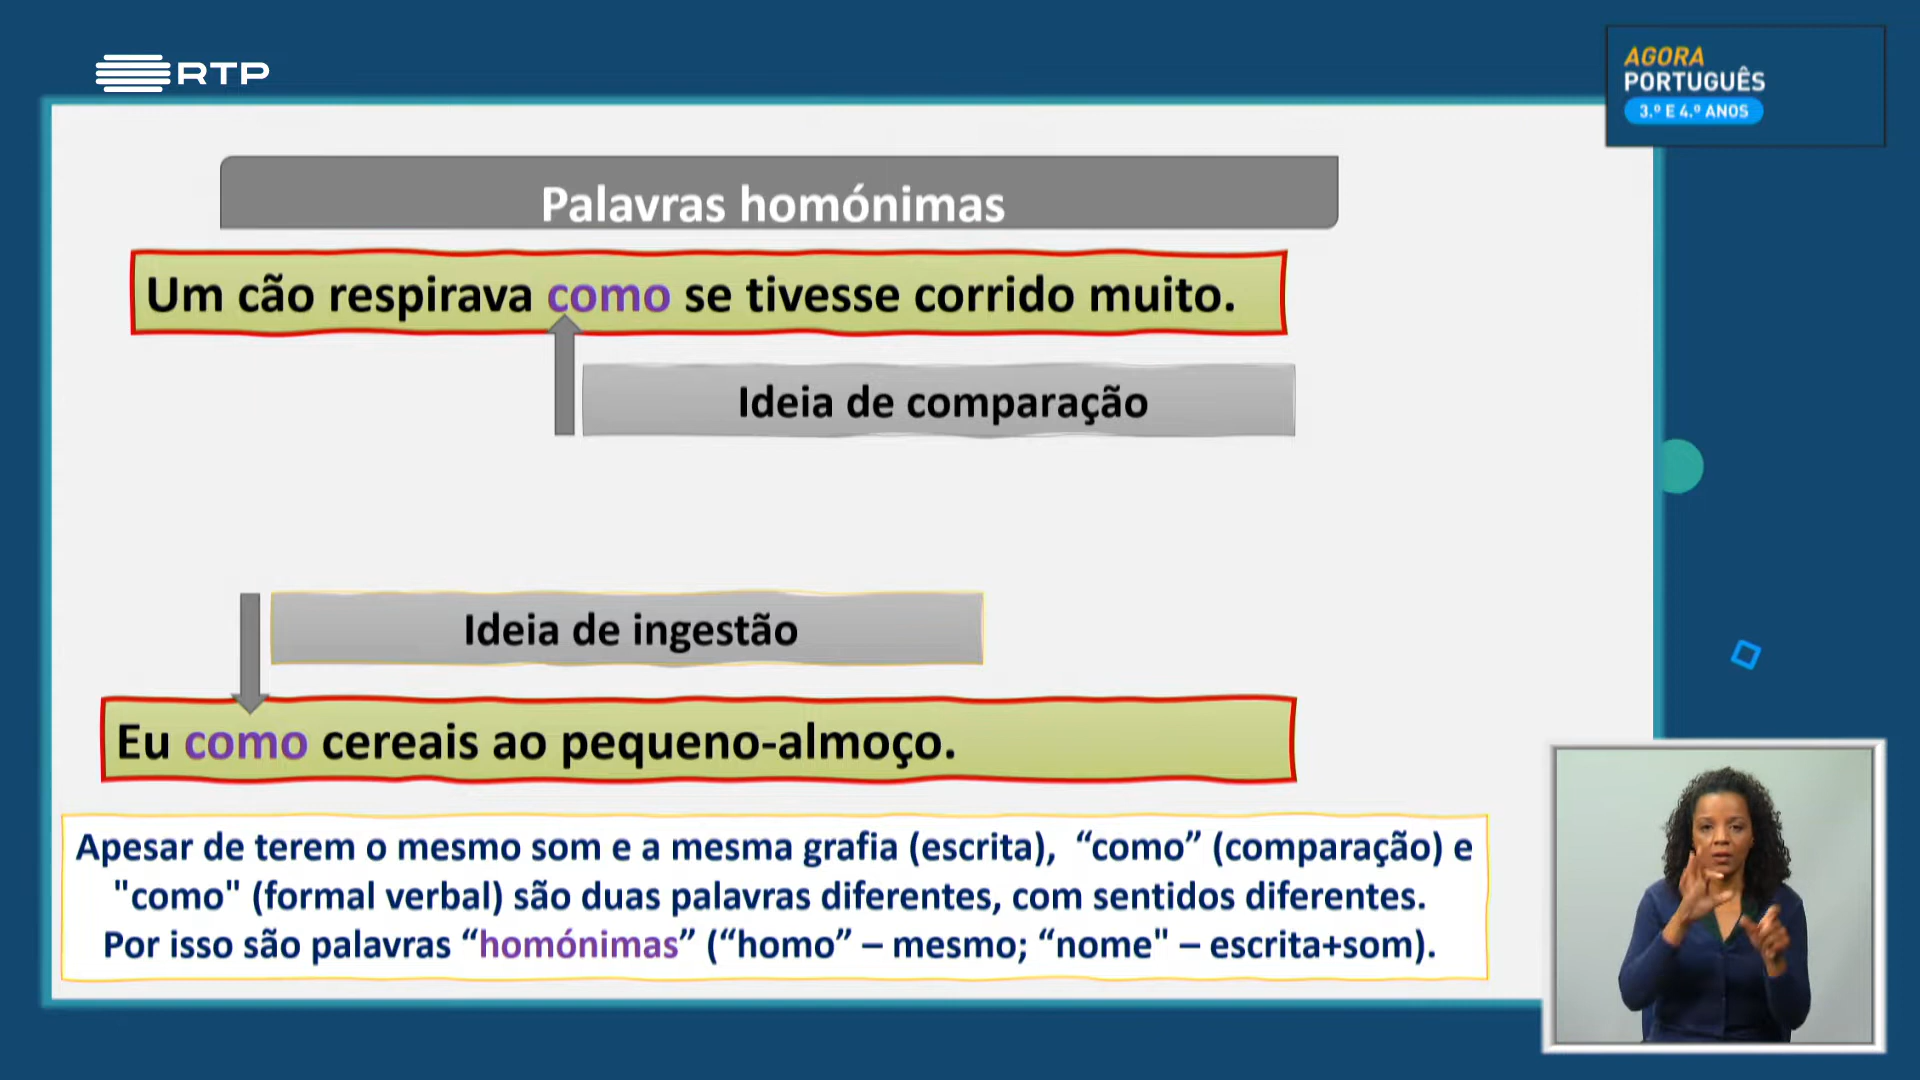 RTP
AGORA
PORTUGUÊS
3.º E 4.º ANOS
Palavras homónimas
Um cão respirava como se tivesse corrido muito.
Ideia de comparação
Ideia de ingestão
Eu como cereais ao pequeno-almoço.
Apesar de terem o mesmo som e a mesma grafia (escrita), “como” (comparação) e
"como" (formal verbal) são duas palavras diferentes, com sentidos diferentes.
Por isso são palavras “homónimas” (“homo” – mesmo; “nome" – escrita+som).